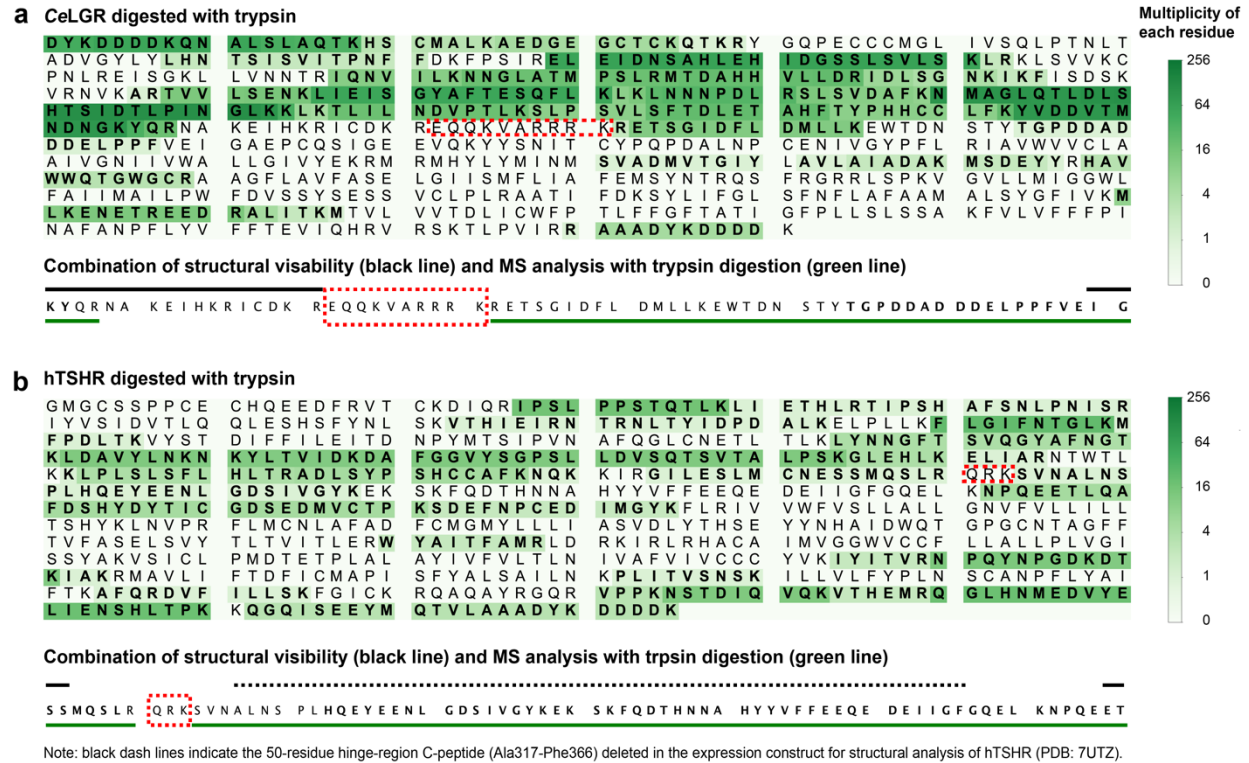 a CeLGR digested with trypsin
Multiplicity of
each residue
DYKDDDDKQN ALSLAQTKHS CMALKAEDGE GCTCKQTKRY GQPECCCMGL IVSQLPTNLT
ADVGYLYLHN TSISVITPNF FDKFPSIREL EIDNSAHLEH IDGSSLSVLS KLRKLSVVKC
PNLREISGKL LVNNTRIQNV ILKNNGLATM PSLRMTDAHH VLLDRIDLSG NKIKFISDSK
VRNVKARTVV LSENKLIEIS GYAFTESQFL KLKLNNNPDL RSLSVDAFKN MAGLQTLDLS
HTSIDTLPIN GLKKLKTLIL NDVPTLKSLP SVLSFTDLET AHFTYPHHCC LFKYVDDVTM
NDNGKYQRNA KEIHKRICDK REQQKVARRR KRETSGIDFL DMLLKEWTDN STYTGPDDAD
DDELPPFVEI GAEPCQSIGE EVQKYYSNIT CYPQPDALNP CENIVGYPFL RIAVWVVCLA
AIVGNIIVWA LLGIVYEKRM RMHYLYMINM SVADMVTGIY LAVLAIADAK MSDEYYRHAV
WWQTGWGCRA AGFLAVFASE LGIISMFLIA FEMSYNTRQS FRGRRLSPKV GVLLMIGGWL
FAIIMAILPW FDVSSYSESS VCLPLRAATI FDKSYLIFGL SFNFLAFAAM ALSYGFIVKM
LKENETREED RALITKMTVL VVTDLICWFP TLFFGFTATI GFPLLSLSSA KFVLVFFFPI
NAFANPFLYV FFTEVIQHRV VRSKTLPVIRR AAADYKDDDD K
256
64
16
4
1
0
Combination of structural visability (black line) and MS analysis with trypsin digestion (green line)
KYQRNA KEIHKRICDK REQQKVARRR KRETSGIDFL DMLLKEWTDN STYTGPDDAD DDELPPFVEI G
b hTSHR digested with trypsin
GMGCSSPPCE CHQEEDFRVT CKDIQRIPSL PPSTQTLKLI ETHLRTIPSH AFSNLPNISR
IYVSIDVTLQ QLESHSFYNL SKVTHIEIRN TRNLTYIDPD ALKELPLLKF LGIFNTGLKM
FPDLTKVYST DIFFILEITD NPYMTSIPVN AFQGLCNETL TLKLYNNGFT SVQGYAFNGT
KLDAVYLNKN KYLTVIDKDA FGGVYSGPSL LDVSQTSVTA LPSKGLEHLK ELIARNTWTL
KKLPLSLSFL HLTRADLSYP SHCCAFKNQK KIRGILESLM CNESSMQSLR QRKSVNALNS
PLHQEYEENL GDSIVGYKEK SKFQDTHNNA HYYVFFEEQE DEIIGFGQEL KNPQEETLQA
FDSHYDYTIC GDSEDMVCTP KSDEFNPCED IMGYKFLRIV VWFVSLLALL GNVFVLLILL
TSHYKLNVPR FLMCNLAFAD FCMGMYLLLI ASVDLYTHSE YYNHAIDWQT GPGCNTAGFF
TVFASELSVY TLTVITLERW YAITFAMRLD RKIRLRHACA IMVGGWVCCF LLALLPLVGI
SSYAKVSICL PMDTETPLAL AYIVFVLTLN IVAFVIVCCC YVKIYITVRN PQYNPGDKDT
KIAKRMAVLI FTDFICMAPI SFYALSAILN KPLITVSNSK ILLVLFYPLN SCANPFLYAI
FTKAFQRDVF ILLSKFGICK RQAQAYRGQR VPPKNSTDIQ VQKVTHEMRQ GLHNMEDVYE
LIENSHLTPK KQGQISEEYM QTVLAAADYK DDDDK
256
64
16
4
1
0
Combination of structural visibility (black line) and MS analysis with trpsin digestion (green line)
SSMQSLR QRKSVNALNS PLHQEYEENL GDSIVGYKEK SKFQDTHNNA HYYVFFEEQE DEIIGFGQEL KNPQEET
Note: black dash lines indicate the 50-residue hinge-region C-peptide (Ala317-Phe366) deleted in the expression construct for structural analysis of hTSHR (PDB: 7UTZ).